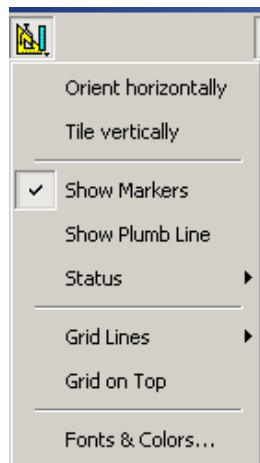 Orient horizontally
Tile vertically
Show Markers
Show Plumb Line
Status
Grid Lines
Grid on Top
Fonts & Colors...